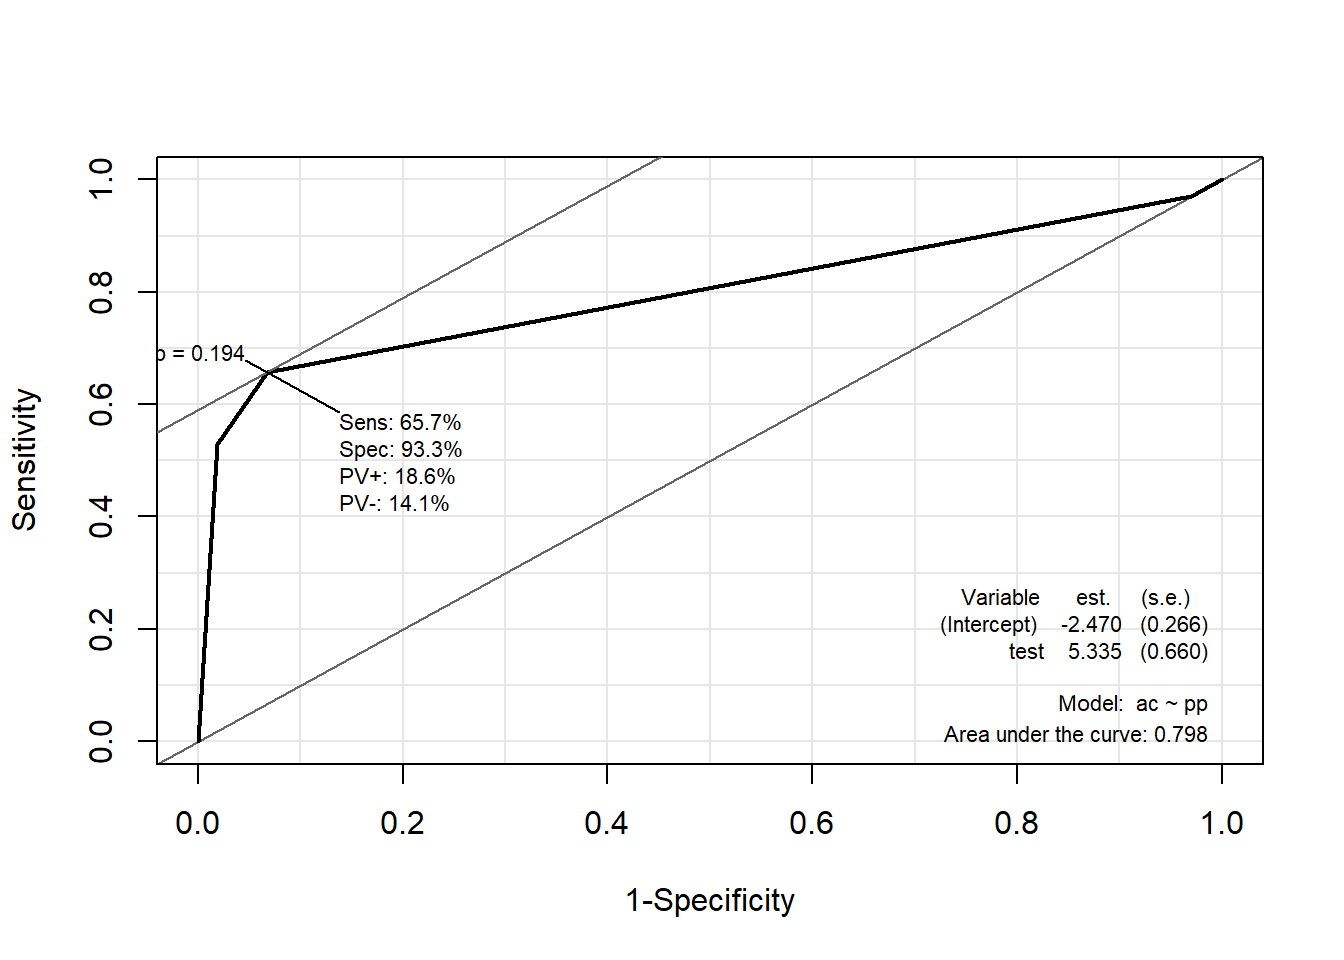 1.0
0.8
0.6
0.4
0.2
0.0
Sensitivity
= 0.194
Sens: 65.7%
Spec: 93.3%
PV+: 18.6%
PV-: 14.1%
Variable est. (s.e.)
(Intercept) -2.470 (0.266)
test 5.335 (0.660)
Model: ac ~ pp
Area under the curve: 0.798
0.0 0.2 0.4 0.6 0.8 1.0
1-Specificity